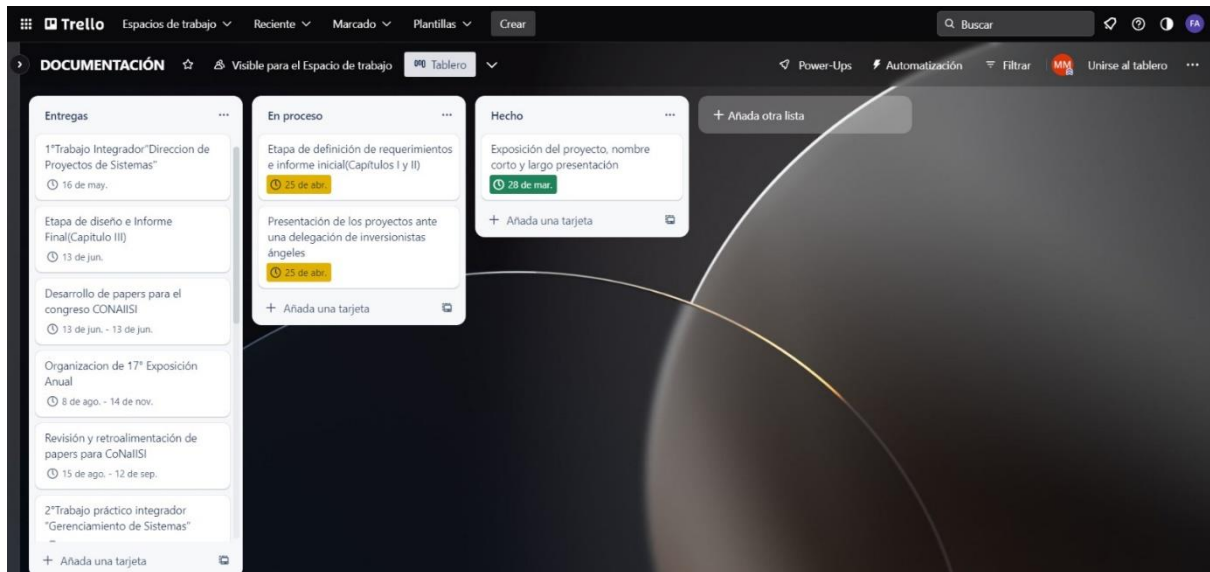 Trello Espacios de trabajo Reciente Marcado Plantillas Crear Buscar FA
DOCUMENTACIÓN Visible para el Espacio de trabajo Tablero Power-Ups Automatización Filtrar MM Unirse al tablero
Entregas
1°Trabajo Integrador"Direccion de
Proyectos de Sistemas"
16 de may.
Etapa de diseño e Informe
Final(Capitulo III)
13 de jun.
Desarrollo de papers para el
congreso CONAIISI
13 de jun. - 13 de jun.
Organizacion de 17° Exposición
Anual
8 de ago. - 14 de nov.
Revisión y retroalimentación de
papers para CoNaIISI
15 de ago. - 12 de sep.
2°Trabajo práctico integrador
"Gerenciamiento de Sistemas"
+ Añada una tarjeta
En proceso
Etapa de definición de requerimientos
e informe inicial(Capítulos I y II)
25 de abr.
Presentación de los proyectos ante
una delegación de inversionistas
ángeles
25 de abr.
+ Añada una tarjeta
Hecho
Exposición del proyecto, nombre
corto y largo presentación
28 de mar.
+ Añada una tarjeta
+ Añada otra lista